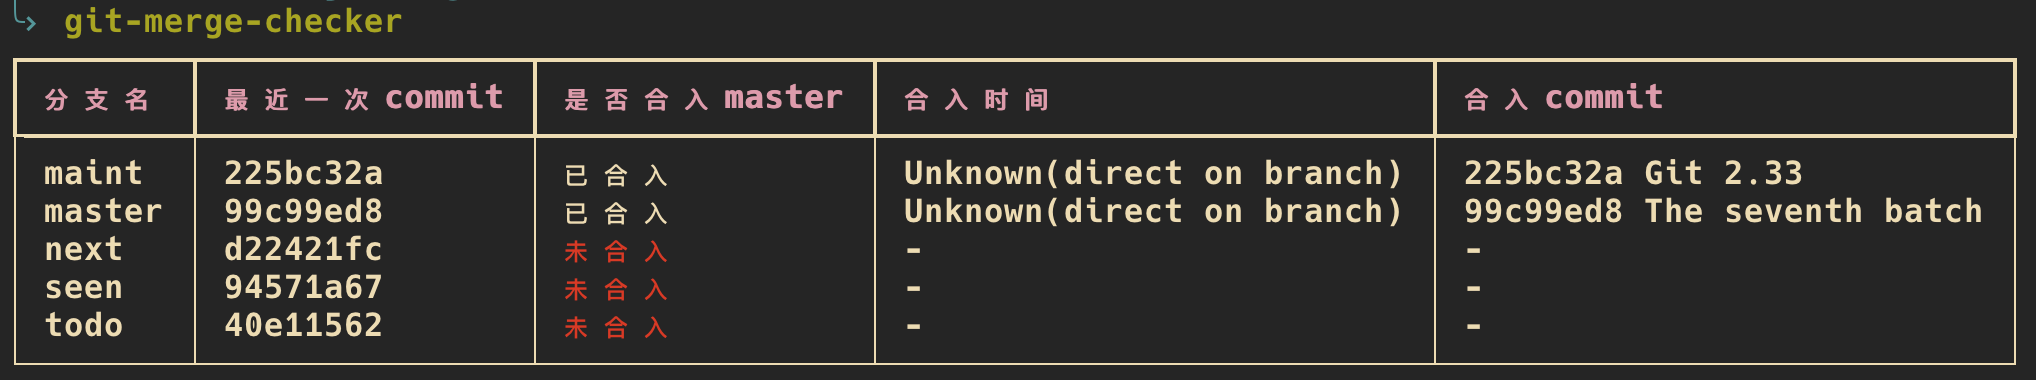 git-merge-checker
分支名 最近一次 commit 是否合入 master 合入时间 合入 commit
maint 225bc32a 已合入 Unknown(direct on branch) 225bc32a Git 2.33
master 99c99ed8 已合入 Unknown(direct on branch) 99c99ed8 The seventh batch
next d22421fc 未合入 - -
seen 94571a67 未合入 - -
todo 40e11562 未合入 - -